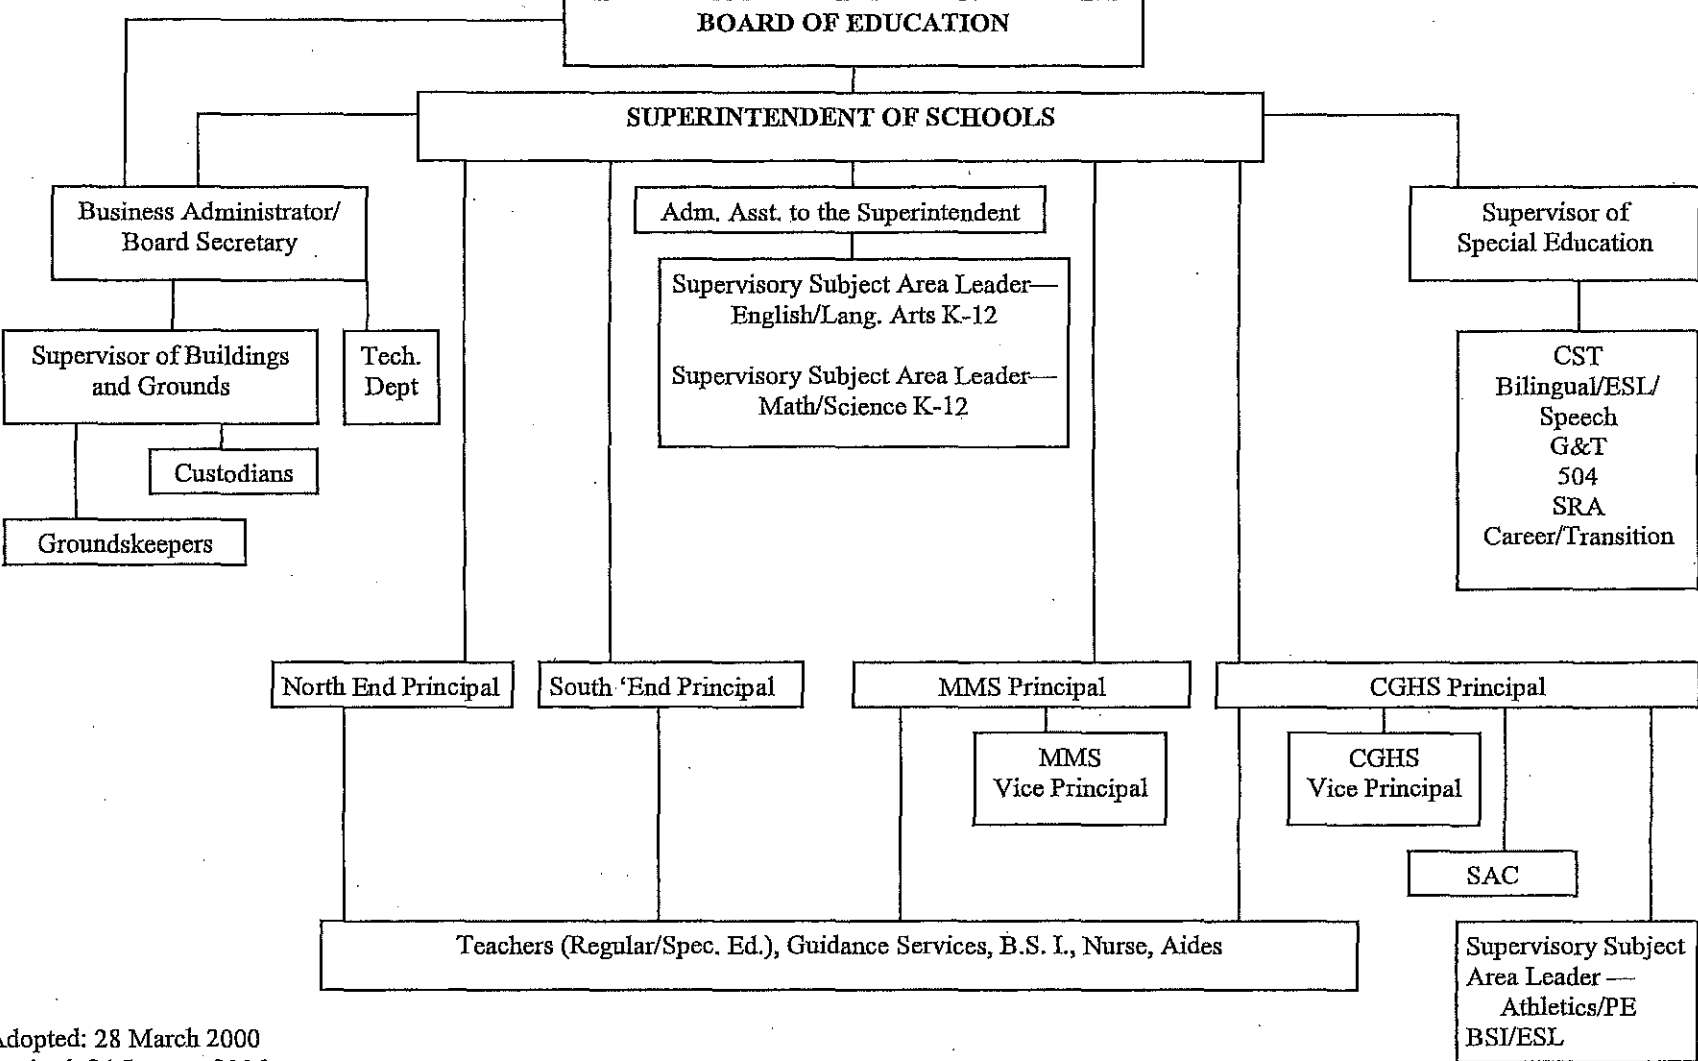 BOARD OF EDUCATION
SUPERINTENDENT OF SCHOOLS
Business Administrator/
Board Secretary
Adm. Asst. to the Superintendent
Supervisor of
Special Education
Supervisory Subject Area Leader—
English/Lang. Arts K-12
Supervisory Subject Area Leader—
Math/Science K-12
Supervisor of Buildings
and Grounds
Tech.
Dept
CST
Bilingual/ESL/
Speech
G&T
504
SRA
Career/Transition
Custodians
Groundskeepers
North End Principal
South 'End Principal
MMS Principal
CGHS Principal
MMS
Vice Principal
CGHS
Vice Principal
SAC
Teachers (Regular/Spec. Ed.), Guidance Services, B.S. I., Nurse, Aides
Supervisory Subject
Area Leader —
Athletics/PE
BSI/ESL
Adopted: 28 March 2000